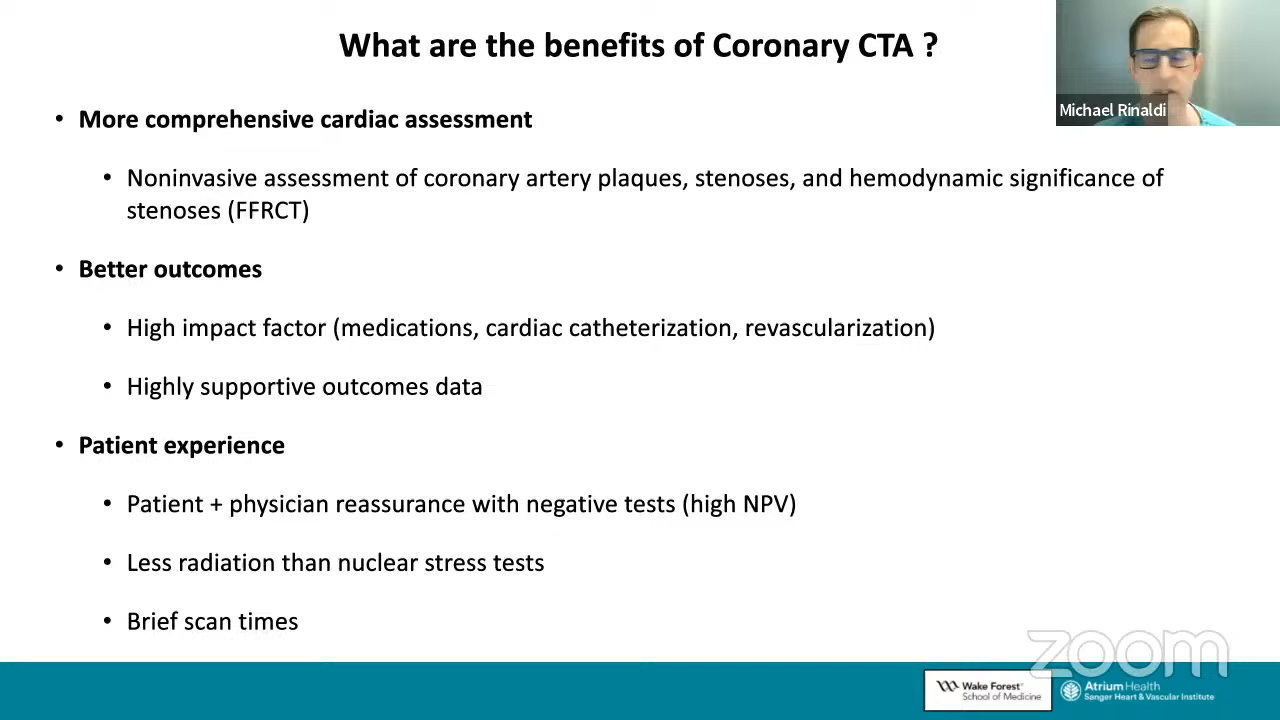 What are the benefits of Coronary CTA ?
Michael Rinaldi
• More comprehensive cardiac assessment
• Noninvasive assessment of coronary artery plaques, stenoses, and hemodynamic significance of
stenoses (FFRCT)
• Better outcomes
• High impact factor (medications, cardiac catheterization, revascularization)
• Highly supportive outcomes data
• Patient experience
• Patient + physician reassurance with negative tests (high NPV)
• Less radiation than nuclear stress tests
• Brief scan times
zoom
Wake Forest™
School of Medicine
Atrium Health
Sanger Heart & Vascular Institute